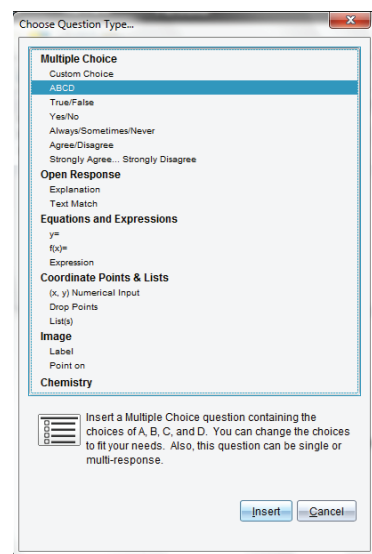 Choose Question Type...
Multiple Choice
Custom Choice
ABCD
True/False
Yes/No
Always/Sometimes/Never
Agree/Disagree
Strongly Agree... Strongly Disagree
Open Response
Explanation
Text Match
Equations and Expressions
y=
f(x)=
Expression
Coordinate Points & Lists
(x, y) Numerical Input
Drop Points
List(s)
Image
Label
Point on
Chemistry
Insert a Multiple Choice question containing the
choices of A, B, C, and D. You can change the choices
to fit your needs. Also, this question can be single or
multi-response.
Insert Cancel